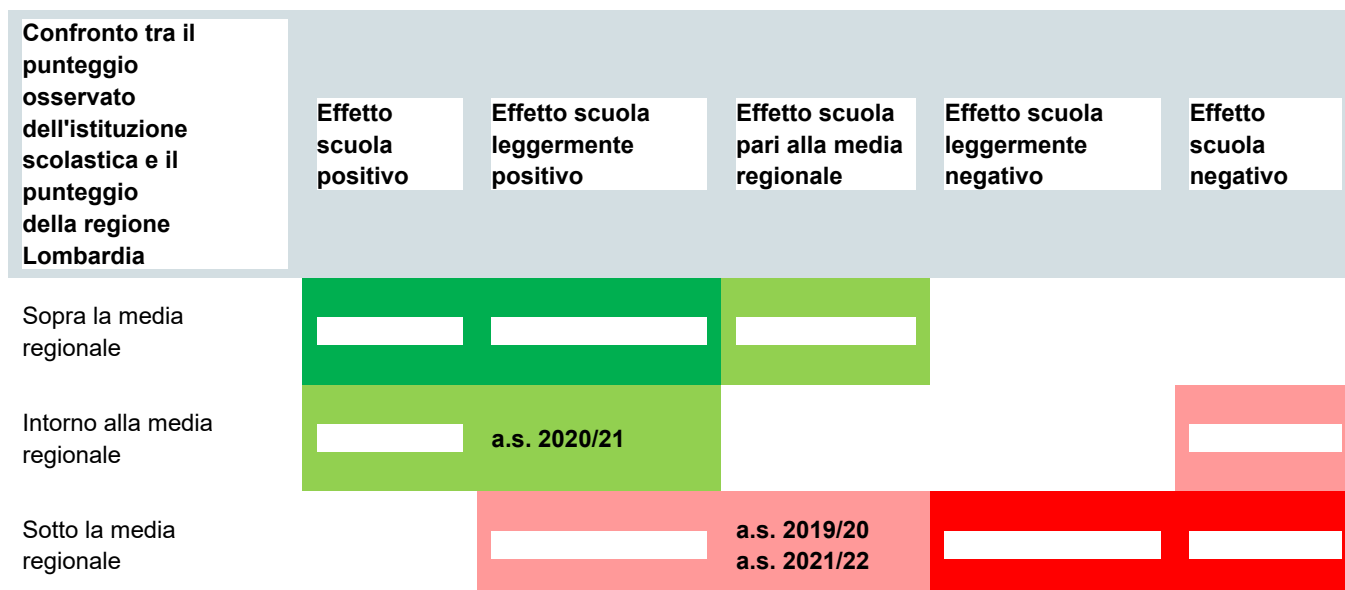 Confronto tra il
punteggio
osservato
dell'istituzione
scolastica e il
punteggio
della regione
Lombardia
Effetto
scuola
positivo
Effetto scuola
leggermente
positivo
Effetto scuola
pari alla media
regionale
Effetto scuola
leggermente
negativo
Effetto
scuola
negativo
Sopra la media
regionale
Intorno alla media
regionale
a.s. 2020/21
Sotto la media
regionale
a.s. 2019/20
a.s. 2021/22